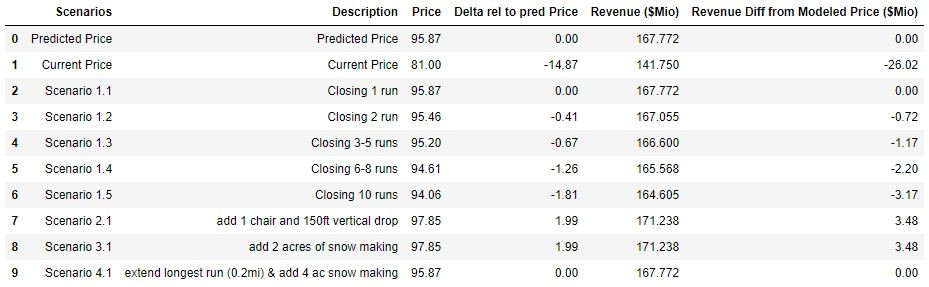 Scenarios Description Price Delta rel to pred Price Revenue ($Mio) Revenue Diff from Modeled Price ($Mio)
0 Predicted Price Predicted Price 95.87 0.00 167.772 0.00
1 Current Price Current Price 81.00 -14.87 141.750 -26.02
2 Scenario 1.1 Closing 1 run 95.87 0.00 167.772 0.00
3 Scenario 1.2 Closing 2 run 95.46 -0.41 167.055 -0.72
4 Scenario 1.3 Closing 3-5 runs 95.20 -0.67 166.600 -1.17
5 Scenario 1.4 Closing 6-8 runs 94.61 -1.26 165.568 -2.20
6 Scenario 1.5 Closing 10 runs 94.06 -1.81 164.605 -3.17
7 Scenario 2.1 add 1 chair and 150ft vertical drop 97.85 1.99 171.238 3.48
8 Scenario 3.1 add 2 acres of snow making 97.85 1.99 171.238 3.48
9 Scenario 4.1 extend longest run (0.2mi) & add 4 ac snow making 95.87 0.00 167.772 0.00